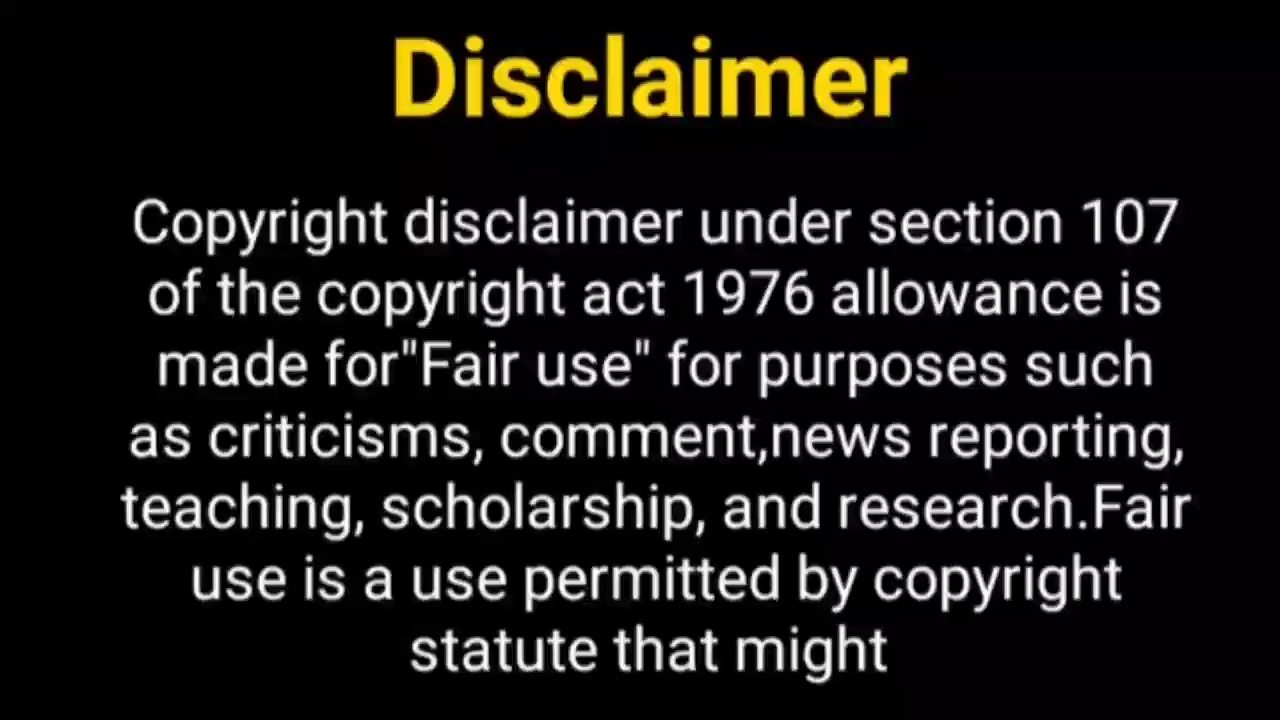 Disclaimer
Copyright disclaimer under section 107
of the copyright act 1976 allowance is
made for"Fair use" for purposes such
as criticisms, comment,news reporting,
teaching, scholarship, and research.Fair
use is a use permitted by copyright
statute that might